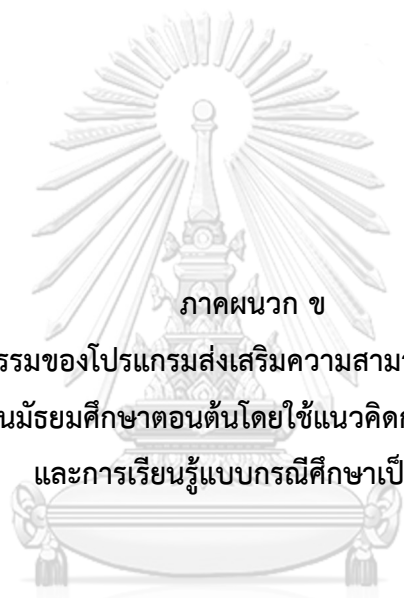 ภาคผนวก ข
รรมของโปรแกรมส่งเสริมความสามา
นมัธยมศึกษาตอนต้นโดยใช้แนวคิดก
และการเรียนรู้แบบกรณีศึกษาเป็